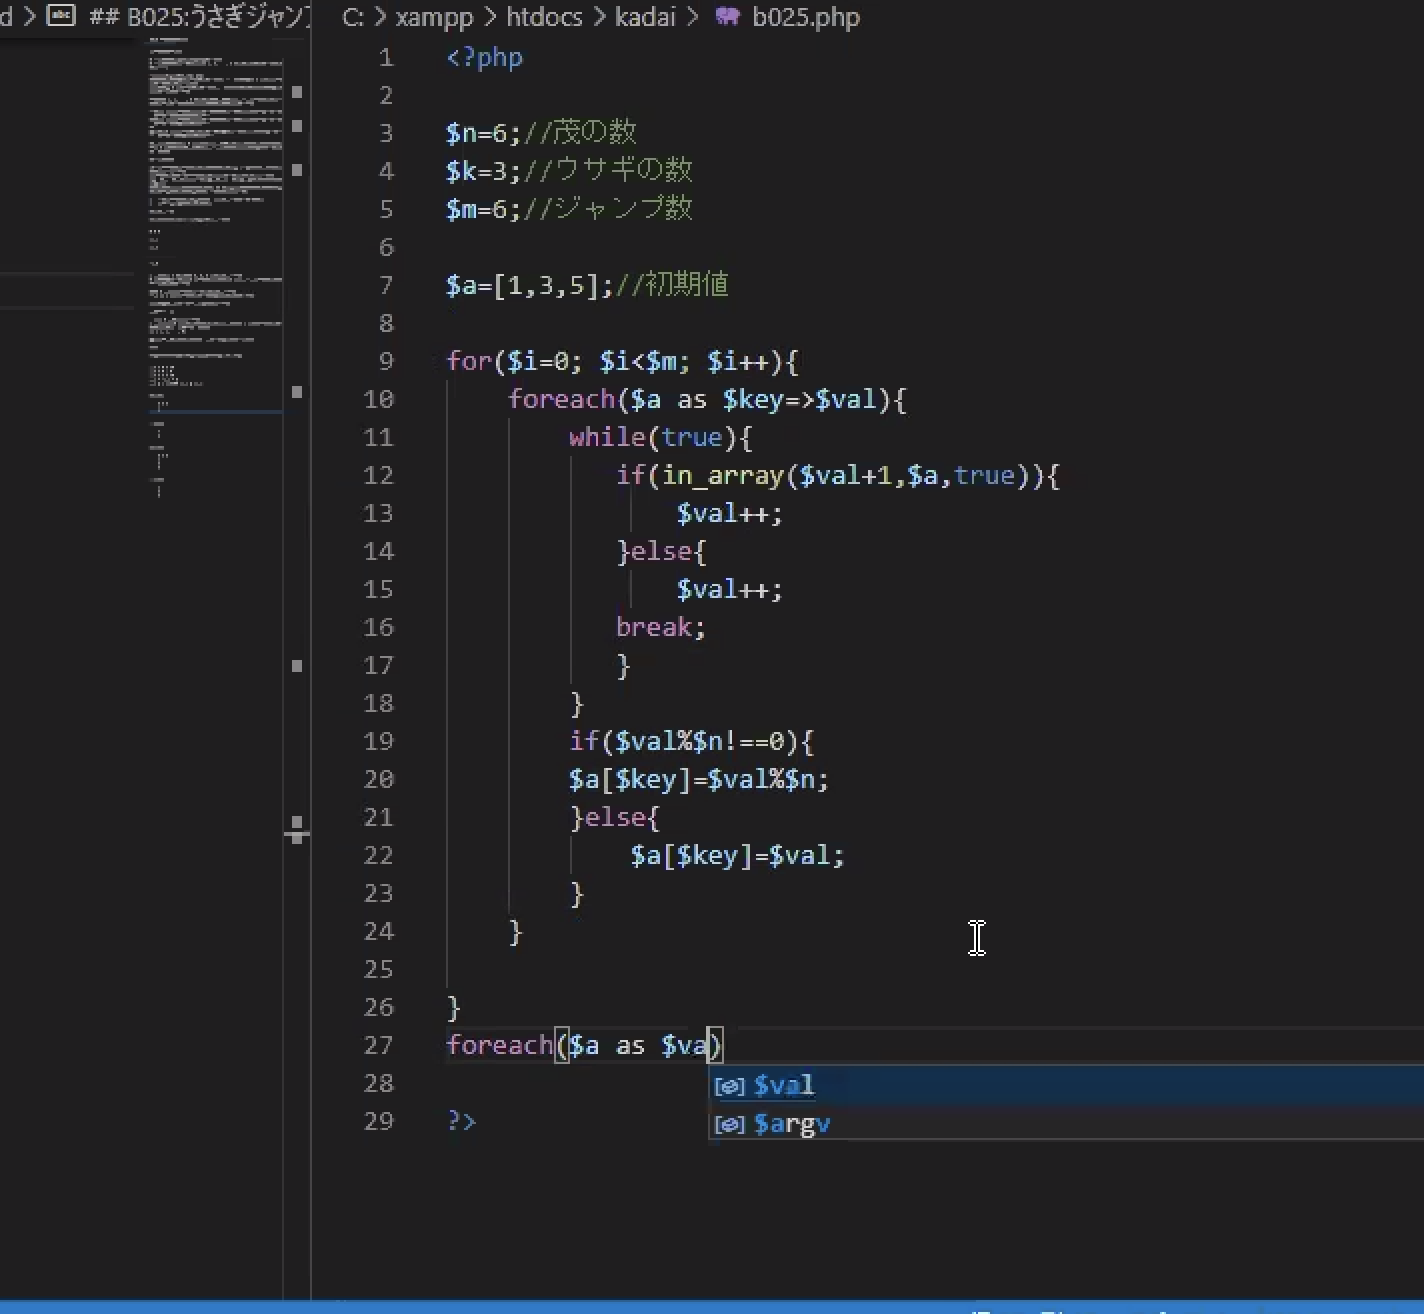 d > ## B025:うさぎジャン
C: > xampp > htdocs > kadai > b025.php
1 <?php
2
3 $n=6;//茂の数
4 $k=3;//ウサギの数
5 $m=6;//ジャンプ数
6
7 $a=[1,3,5];//初期値
8
9 for($i=0; $i<$m; $i++){
10 foreach($a as $key=>$val){
11 while(true){
12 if(in_array($val+1,$a,true)){
13 $val++;
14 }else{
15 $val++;
16 break;
17 }
18 }
19 if($val%$n!==0){
20 $a[$key]=$val%$n;
21 }else{
22 $a[$key]=$val;
23 }
24 }
25
26 }
27 foreach($a as $va)
28 $val
$argv
29 ?>